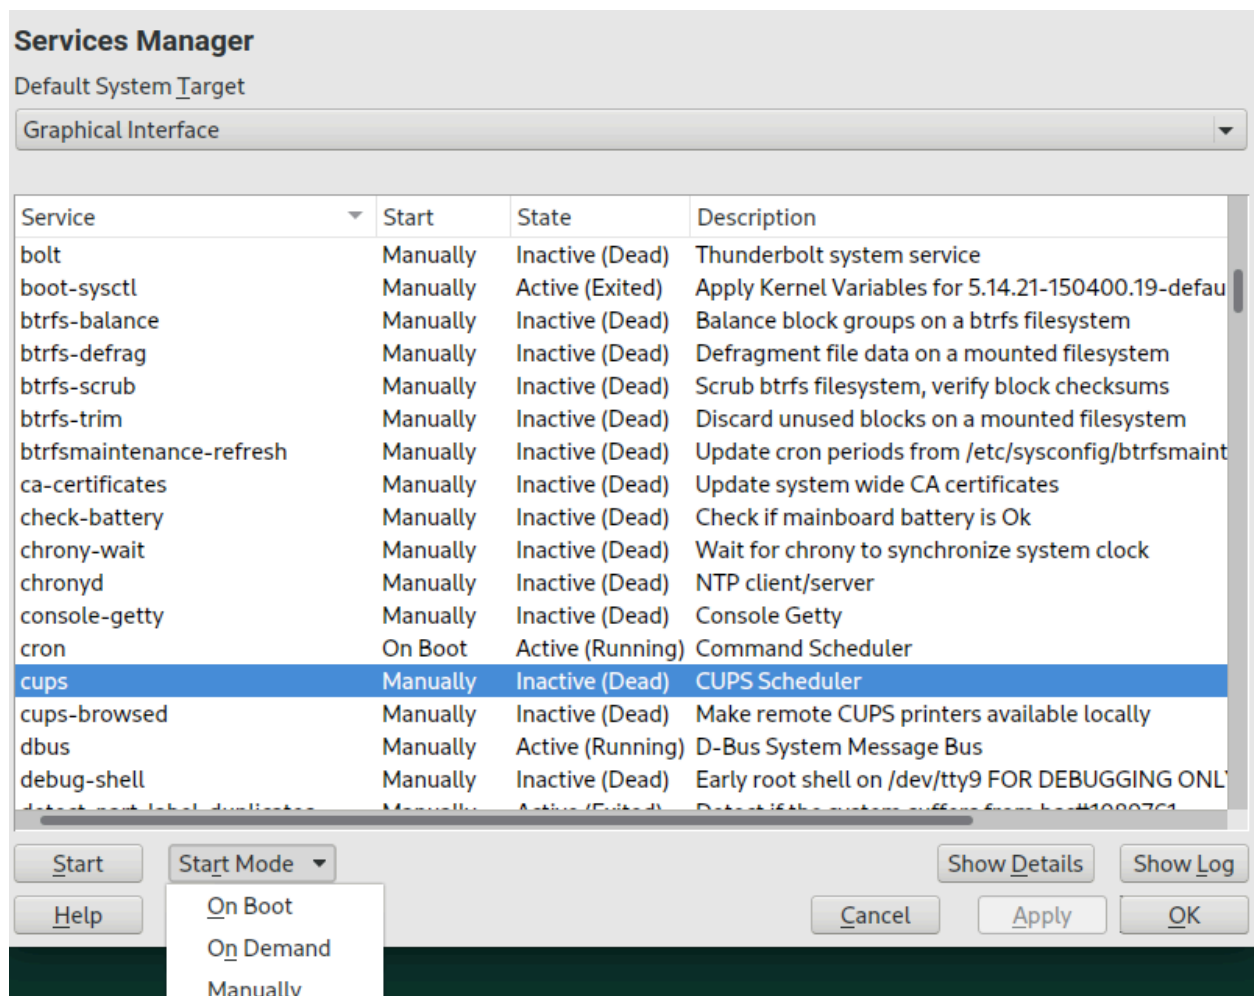 Services Manager
Default System Target
Graphical Interface
Service Start State Description
bolt Manually Inactive (Dead) Thunderbolt system service
boot-sysctl Manually Active (Exited) Apply Kernel Variables for 5.14.21-150400.19-defau
btrfs-balance Manually Inactive (Dead) Balance block groups on a btrfs filesystem
btrfs-defrag Manually Inactive (Dead) Defragment file data on a mounted filesystem
btrfs-scrub Manually Inactive (Dead) Scrub btrfs filesystem, verify block checksums
btrfs-trim Manually Inactive (Dead) Discard unused blocks on a mounted filesystem
btrfsmaintenance-refresh Manually Inactive (Dead) Update cron periods from /etc/sysconfig/btrfsmaint
ca-certificates Manually Inactive (Dead) Update system wide CA certificates
check-battery Manually Inactive (Dead) Check if mainboard battery is Ok
chrony-wait Manually Inactive (Dead) Wait for chrony to synchronize system clock
chronyd Manually Inactive (Dead) NTP client/server
console-getty Manually Inactive (Dead) Console Getty
cron On Boot Active (Running) Command Scheduler
cups Manually Inactive (Dead) CUPS Scheduler
cups-browsed Manually Inactive (Dead) Make remote CUPS printers available locally
dbus Manually Active (Running) D-Bus System Message Bus
debug-shell Manually Inactive (Dead) Early root shell on /dev/tty9 FOR DEBUGGING ONL
Start Start Mode Show Details Show Log
Help On Boot Cancel Apply OK
On Demand
Manually